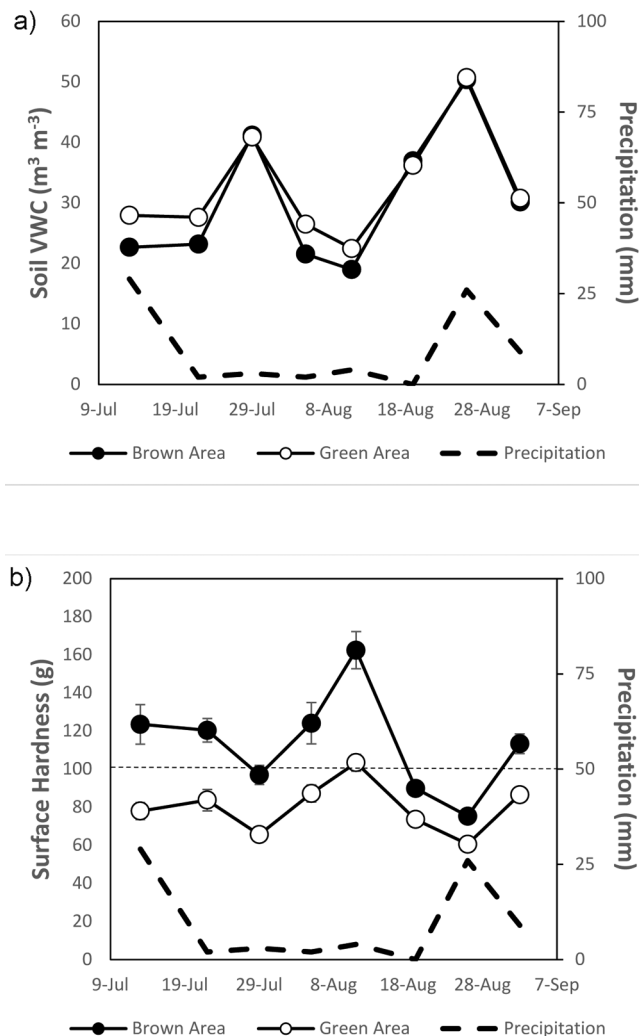 a)
60
50
40
30
20
10
0
Soil VWC (m³ m⁻³)
100
75
50
25
0
Precipitation (mm)
9-Jul 19-Jul 29-Jul 8-Aug 18-Aug 28-Aug 7-Sep
Brown Area Green Area Precipitation
b)
200
180
160
140
120
100
80
60
40
20
0
Surface Hardness (g)
100
75
50
25
0
Precipitation (mm)
9-Jul 19-Jul 29-Jul 8-Aug 18-Aug 28-Aug 7-Sep
Brown Area Green Area Precipitation